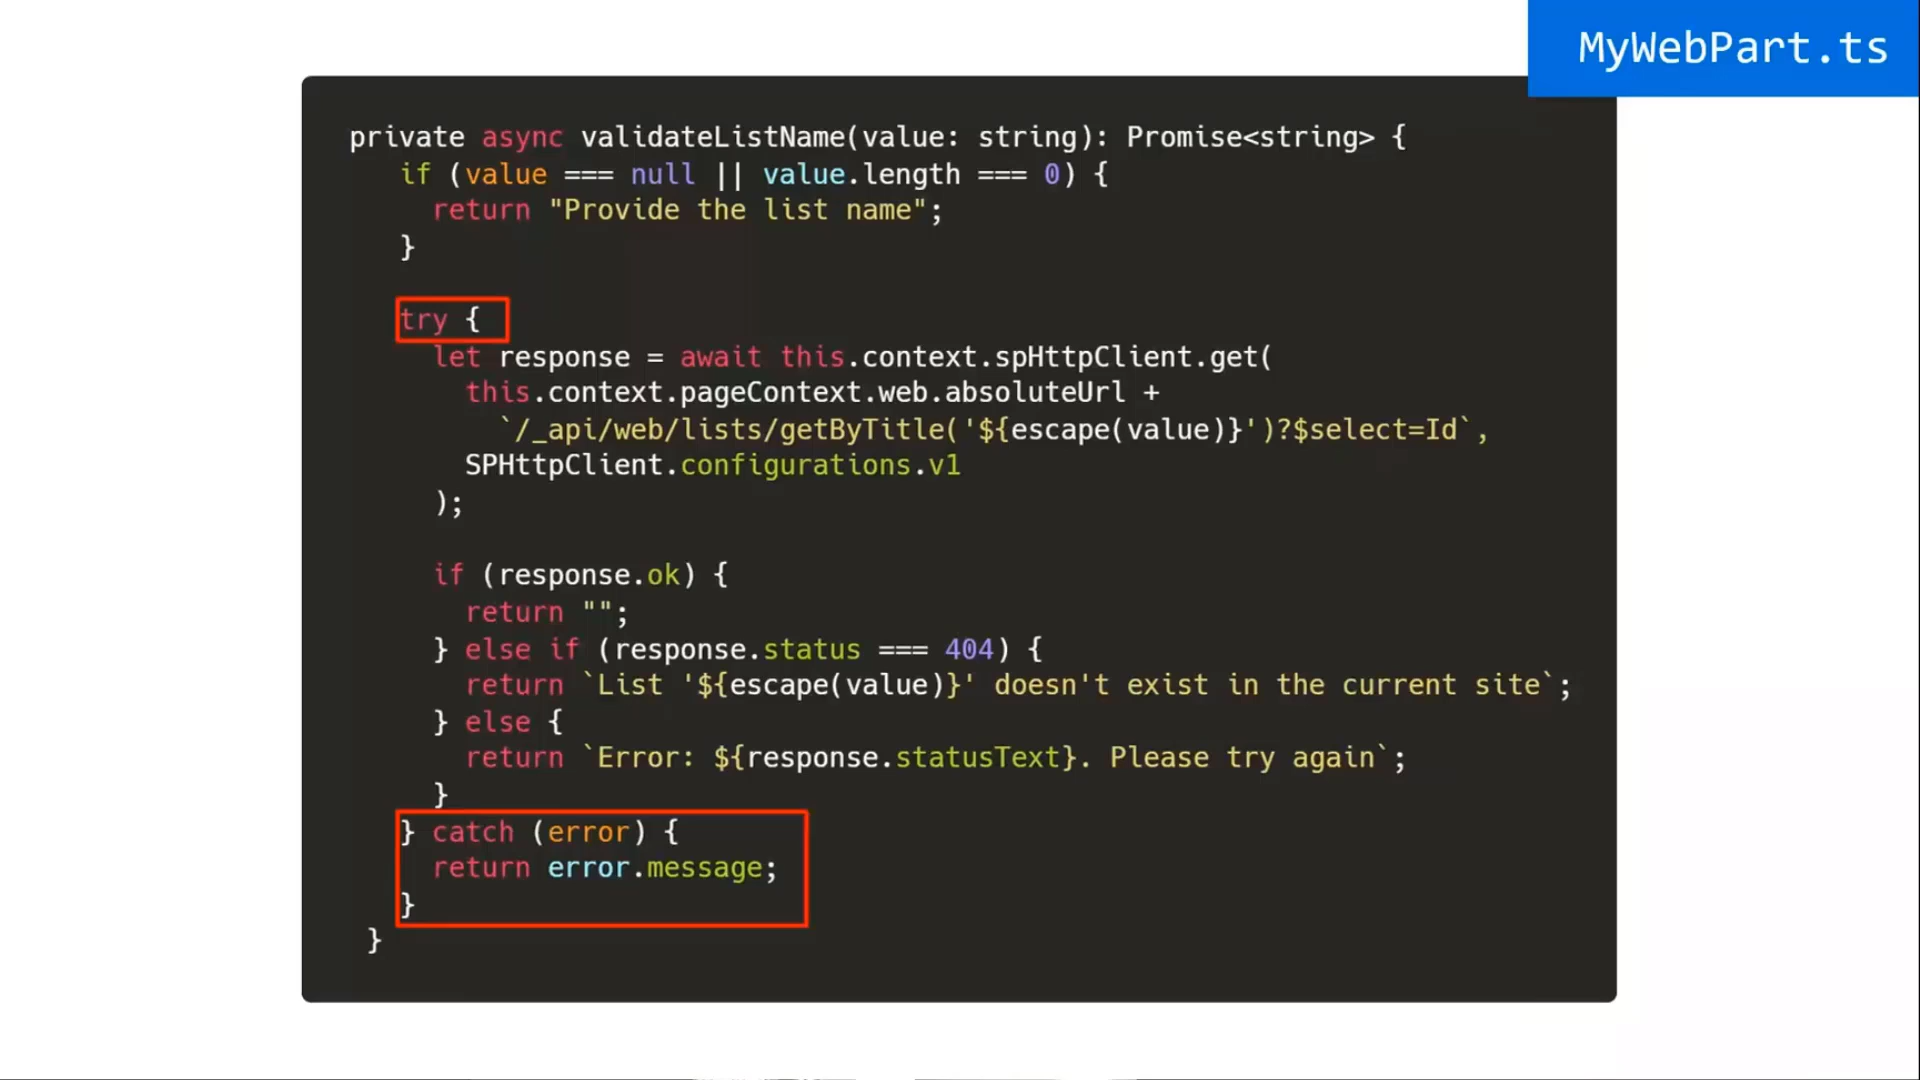 MyWebPart.ts
private async validateListName(value: string): Promise<string> {
if (value === null || value.length === 0) {
return "Provide the list name";
}
try {
let response = await this.context.spHttpClient.get(
this.context.pageContext.web.absoluteUrl +
`/_api/web/lists/getByTitle('${escape(value)}')?$select=Id`,
SPHttpClient.configurations.v1
);
if (response.ok) {
return "";
} else if (response.status === 404) {
return `List '${escape(value)}' doesn't exist in the current site`;
} else {
return `Error: ${response.statusText}. Please try again`;
}
} catch (error) {
return error.message;
}
}